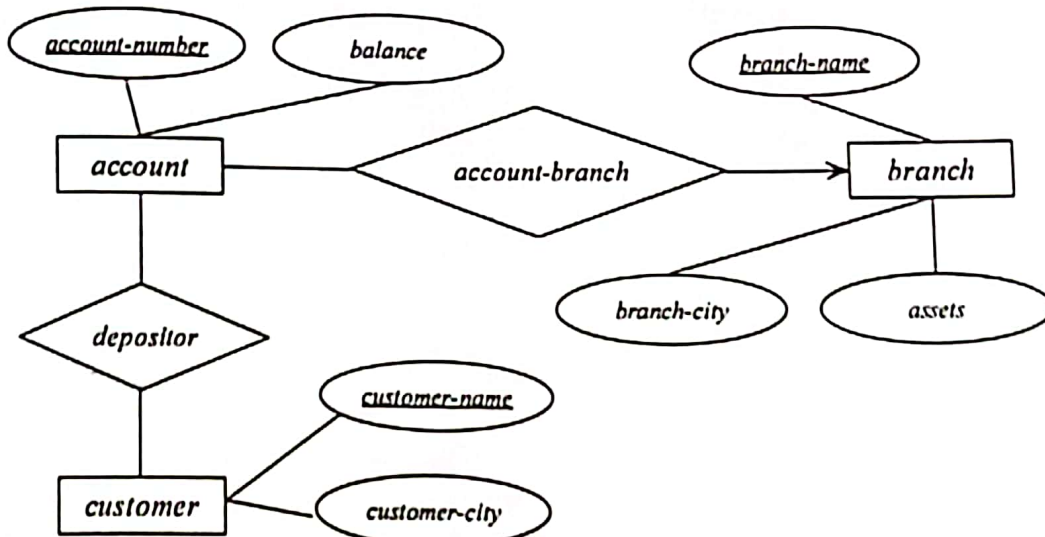 account-number
balance
branch-name
account
account-branch
branch
branch-city
assets
depositor
customer-name
customer
customer-city